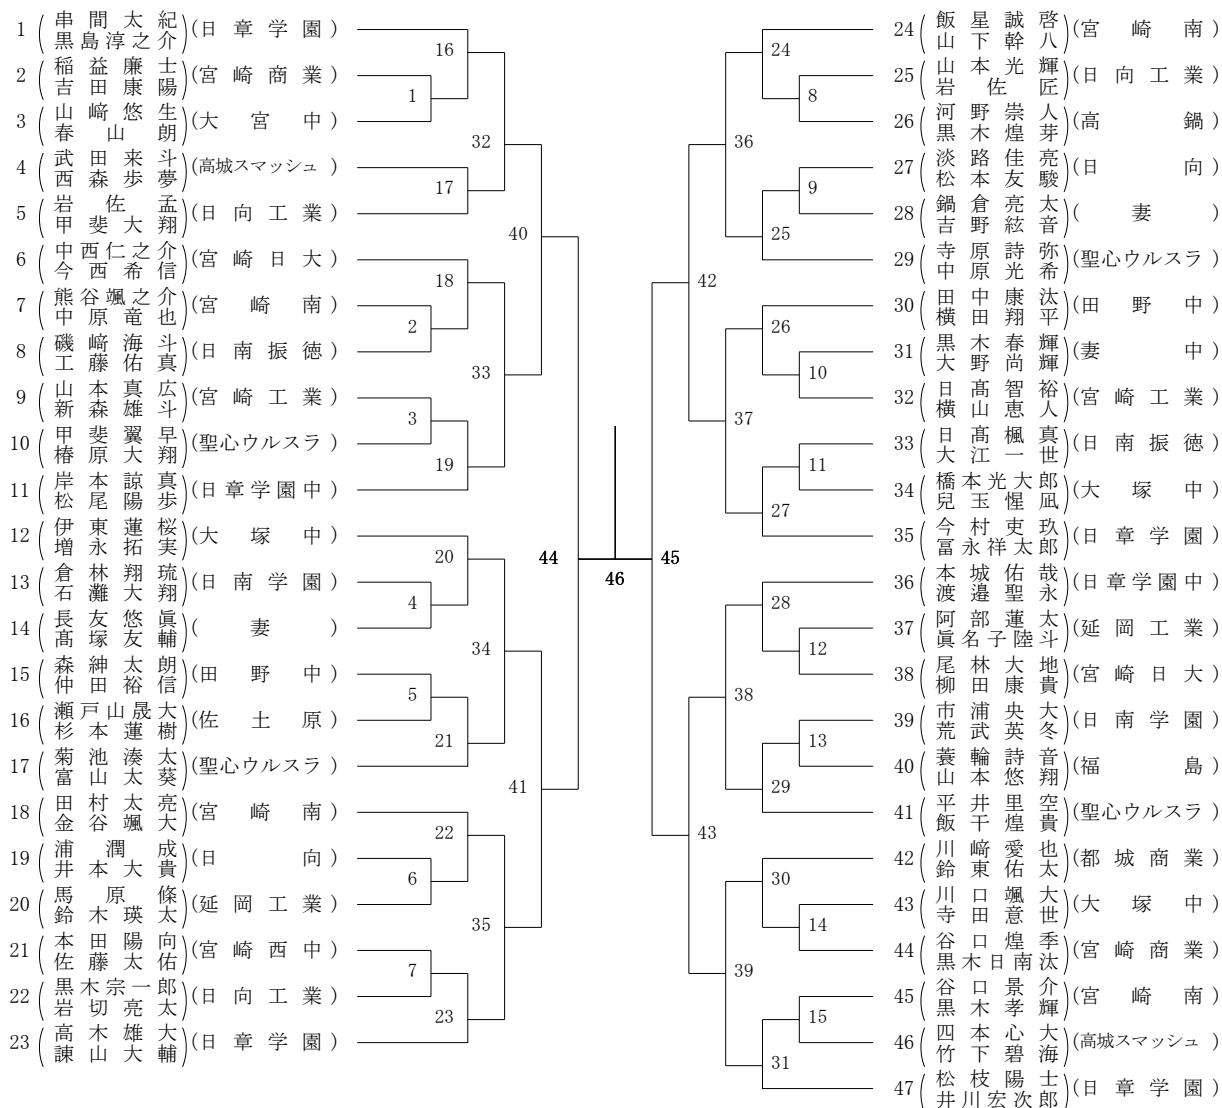 1 (串間太紀 黒島淳之介) (日章学園)
2 (稲益廉士 吉田康陽) (宮崎商業)
3 (山﨑悠生 春山朗) (大宮中)
4 (武田来斗 西森歩夢) (高城スマッシュ)
5 (岩佐孟 甲斐大翔) (日向工業)
6 (中西仁之介 今西希信) (宮崎日大)
7 (熊谷颯之介 中原竜也) (宮崎南)
8 (磯﨑海斗 工藤佑真) (日南振徳)
9 (山本真広 新森雄斗) (宮崎工業)
10 (甲斐翼早 椿原大翔) (聖心ウルスラ)
11 (岸本諒真 松尾陽歩) (日章学園中)
12 (伊東蓮桜 増永拓実) (大塚中)
13 (倉林翔琉 石灘大翔) (日南学園)
14 (長友悠眞 髙塚友輔) (妻)
15 (森紳太朗 仲田裕信) (田野中)
16 (瀬戸山晟大 杉本蓮樹) (佐土原)
17 (菊池湊太 富山太葵) (聖心ウルスラ)
18 (田村太亮 金谷颯大) (宮崎南)
19 (浦潤成 井本大貴) (日向)
20 (馬原條 鈴木瑛太) (延岡工業)
21 (本田陽向 佐藤太佑) (宮崎西中)
22 (黒木宗一郎 岩切亮太) (日向工業)
23 (高木雄大 諌山大輔) (日章学園)
16
1
32
17
40
18
2
33
3
19
44
20
4
34
5
21
41
22
6
35
7
23
46
45
24
8
36
9
25
42
26
10
37
11
27
28
12
38
13
29
43
30
14
39
15
31
24 (飯星誠啓 山下幹八) (宮崎南)
25 (山本光輝 岩佐匠) (日向工業)
26 (河野崇人 黒木煌芽) (高鍋)
27 (淡路佳亮 松本友駿) (日向)
28 (鍋倉亮太 吉野絃音) (妻)
29 (寺原詩弥 中原光希) (聖心ウルスラ)
30 (田中康汰 横田翔平) (田野中)
31 (黒木春輝 大野尚輝) (妻中)
32 (日髙智裕 横山恵人) (宮崎工業)
33 (日髙楓真 大江一世) (日南振徳)
34 (橋本光大郎 兒玉惺凪) (大塚中)
35 (今村吏玖 冨永祥太郎) (日章学園)
36 (本城佑哉 渡邉聖永) (日章学園中)
37 (阿部蓮太 眞名子陸斗) (延岡工業)
38 (尾林大地 柳田康貴) (宮崎日大)
39 (市浦央大 荒武英冬) (日南学園)
40 (蓑輪詩音 山本悠翔) (福島)
41 (平井里空 飯干煌貴) (聖心ウルスラ)
42 (川﨑愛也 鈴東佑太) (都城商業)
43 (川口颯大 寺田意世) (大塚中)
44 (谷口煌季 黒木日南汰) (宮崎商業)
45 (谷口景介 黒木孝輝) (宮崎南)
46 (四本心大 竹下碧海) (高城スマッシュ)
47 (松枝陽士 井川宏次郎) (日章学園)